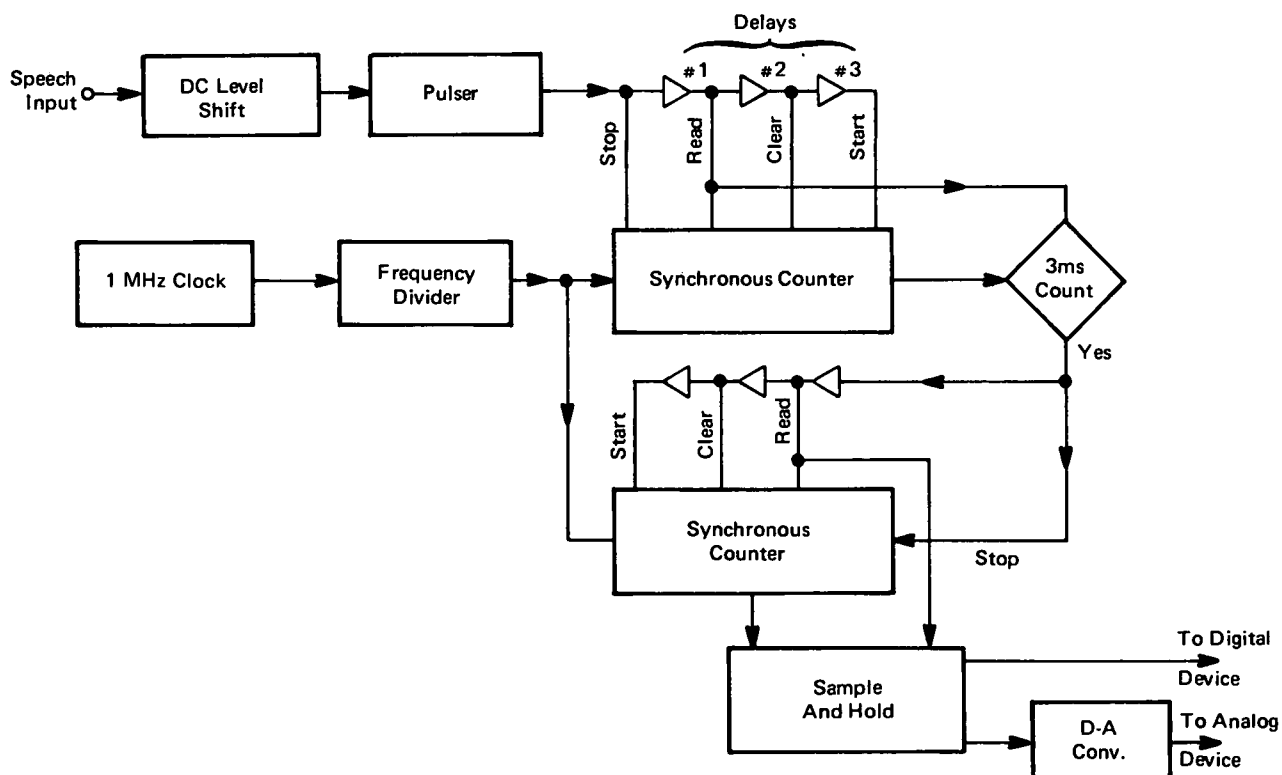 Delays
Speech
Input
DC Level
Shift
Pulser
#1
#2
#3
Stop
Read
Clear
Start
1 MHz Clock
Frequency
Divider
Synchronous Counter
3ms
Count
Yes
Start
Clear
Read
Synchronous
Counter
Stop
Sample
And Hold
To Digital
Device
D-A
Conv.
To Analog
Device